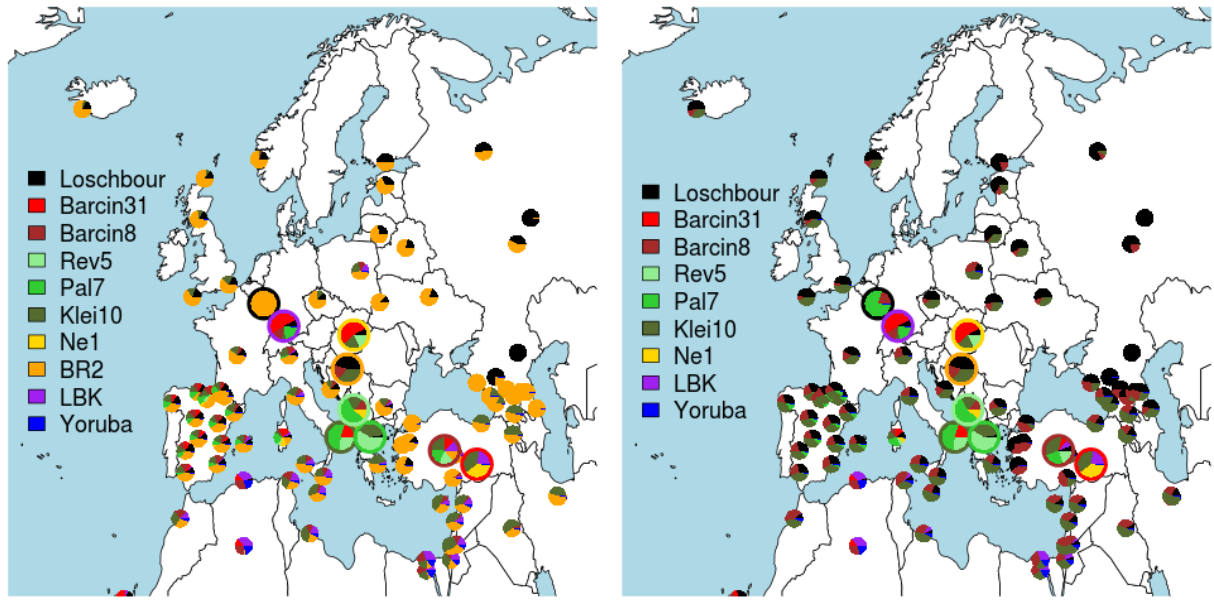 Loschbour
Barcin31
Barcin8
Rev5
Pal7
Klei10
Ne1
BR2
LBK
Yoruba
Loschbour
Barcin31
Barcin8
Rev5
Pal7
Klei10
Ne1
LBK
Yoruba